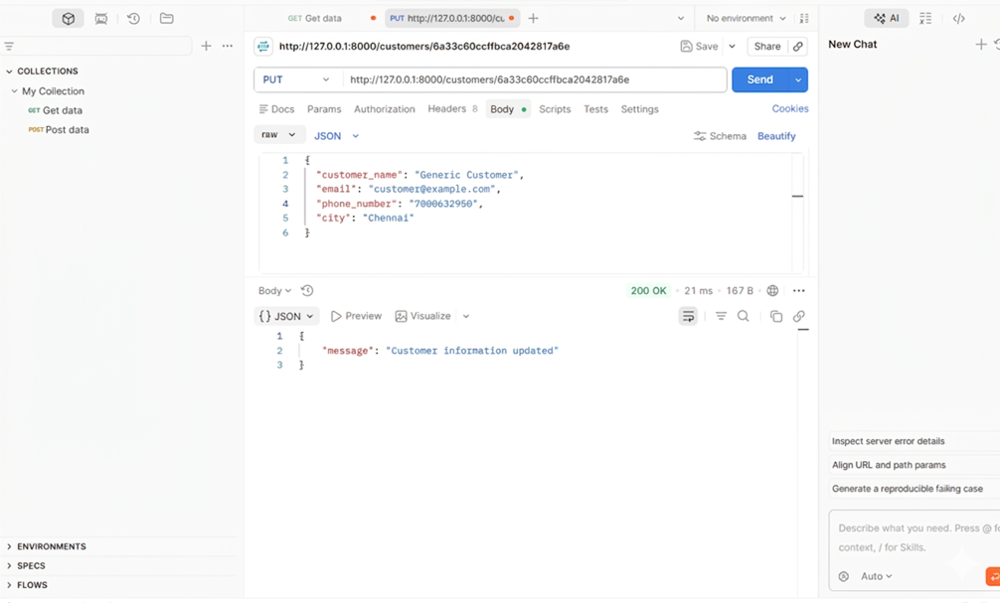 GET Get data
PUT http://127.0.0.1:8000/cu
No environment
AI
http://127.0.0.1:8000/customers/6a33c60ccffbca2042817a6e
Save
Share
New Chat
COLLECTIONS
My Collection
GET Get data
POST Post data
PUT
http://127.0.0.1:8000/customers/6a33c60ccffbca2042817a6e
Send
Docs Params Authorization Headers 8 Body Scripts Tests Settings Cookies
raw JSON Schema Beautify
1 {
2 "customer_name": "Generic Customer",
3 "email": "customer@example.com",
4 "phone_number": "7000632950",
5 "city": "Chennai"
6 }
Body 200 OK 21 ms 167 B
{} JSON Preview Visualize
1 {
2 "message": "Customer information updated"
3 }
Inspect server error details
Align URL and path params
Generate a reproducible failing case
Describe what you need. Press @ fo
context, / for Skills.
Auto
ENVIRONMENTS
SPECS
FLOWS